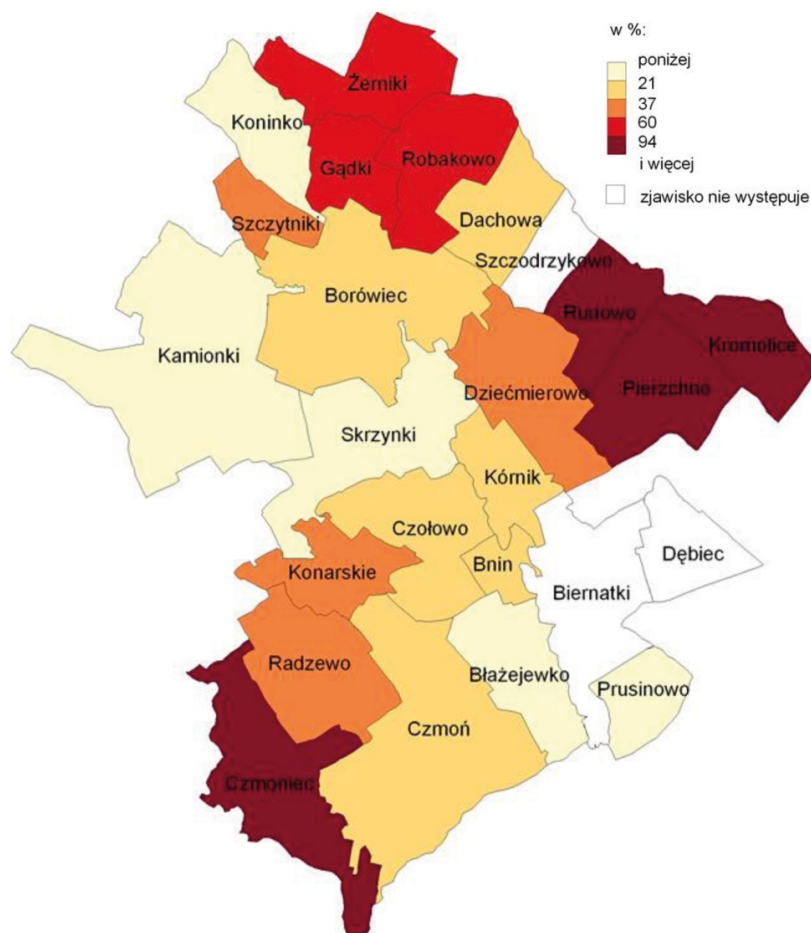 w %:
poniżej
21
37
60
94
i więcej
zjawisko nie występuje
Żerniki
Koninko
Gądki
Robakowo
Szczytniki
Dachowa
Szczodrzykowo
Borówiec
Runowo
Kamionki
Kromolice
Dziećmierowo
Pierzchno
Skrzynki
Kórnik
Czołowo
Bnin
Dębiec
Konarskie
Biernatki
Radzewo
Błażejewko
Prusinowo
Czmoń
Czmoniec